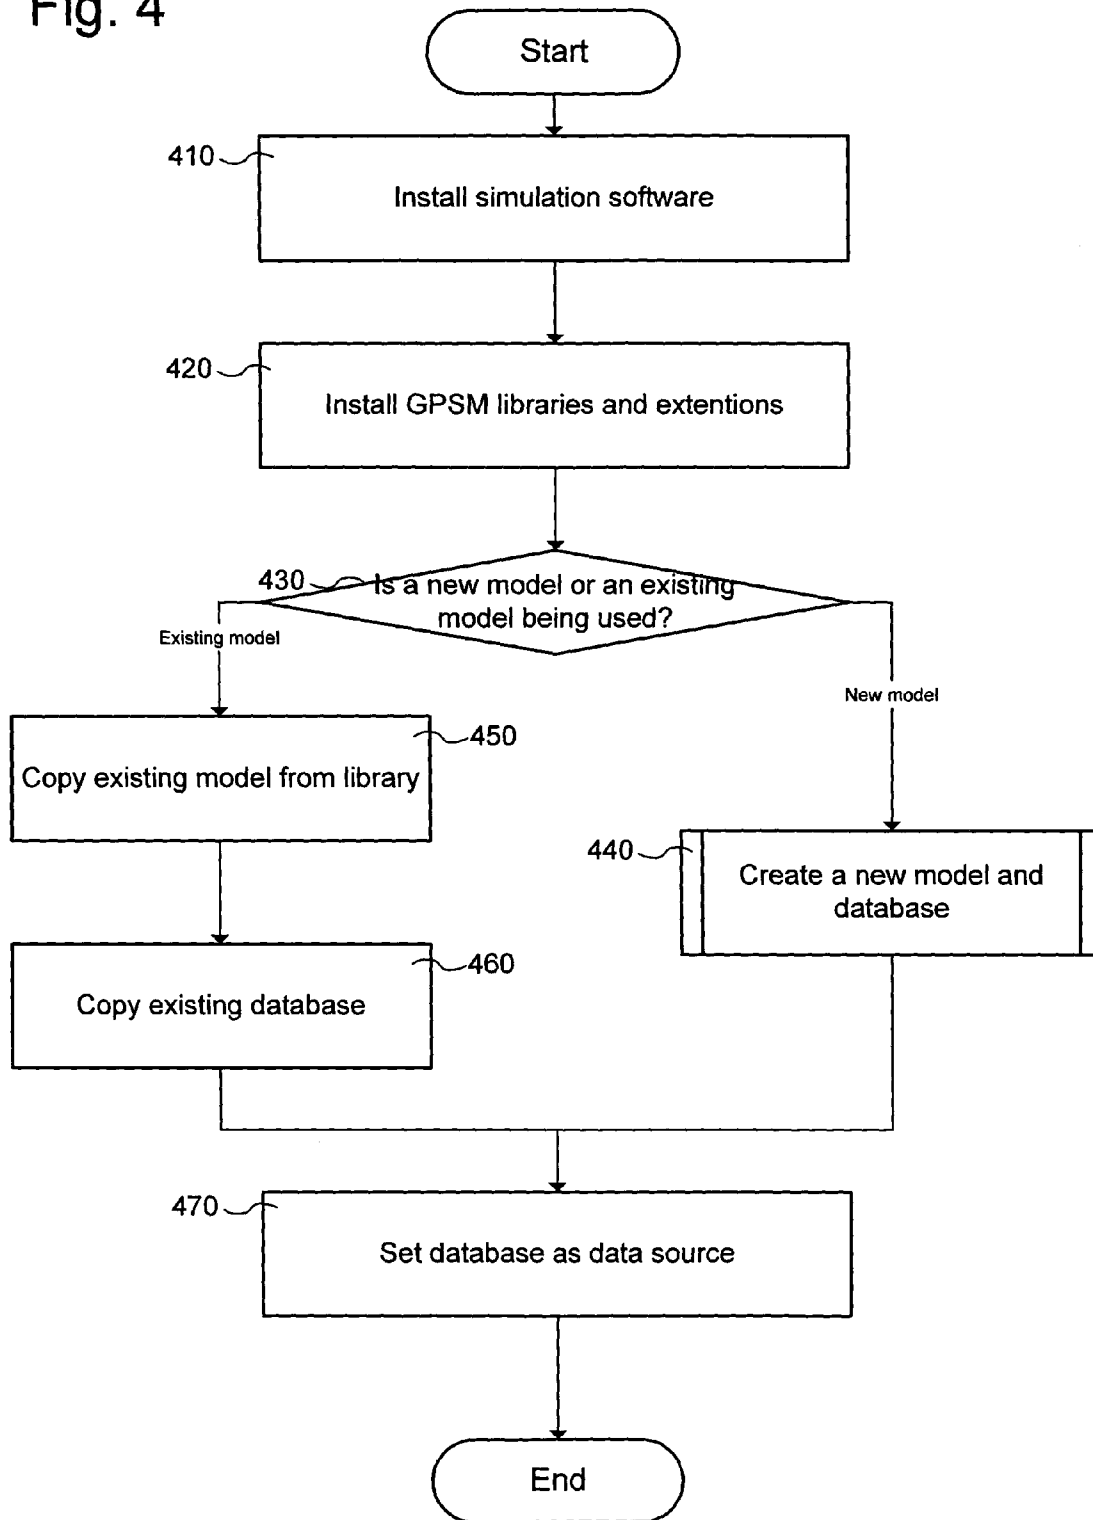 Fig. 4
Start
410
Install simulation software
420
Install GPSM libraries and extentions
430
Is a new model or an existing
model being used?
Existing model
New model
450
Copy existing model from library
440
Create a new model and
database
460
Copy existing database
470
Set database as data source
End